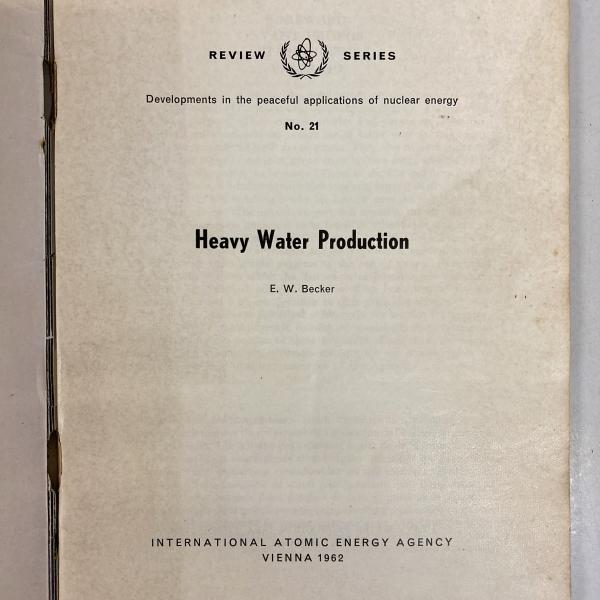 REVIEW SERIES
Developments in the peaceful applications of nuclear energy
No. 21
Heavy Water Production
E. W. Becker
INTERNATIONAL ATOMIC ENERGY AGENCY
VIENNA 1962